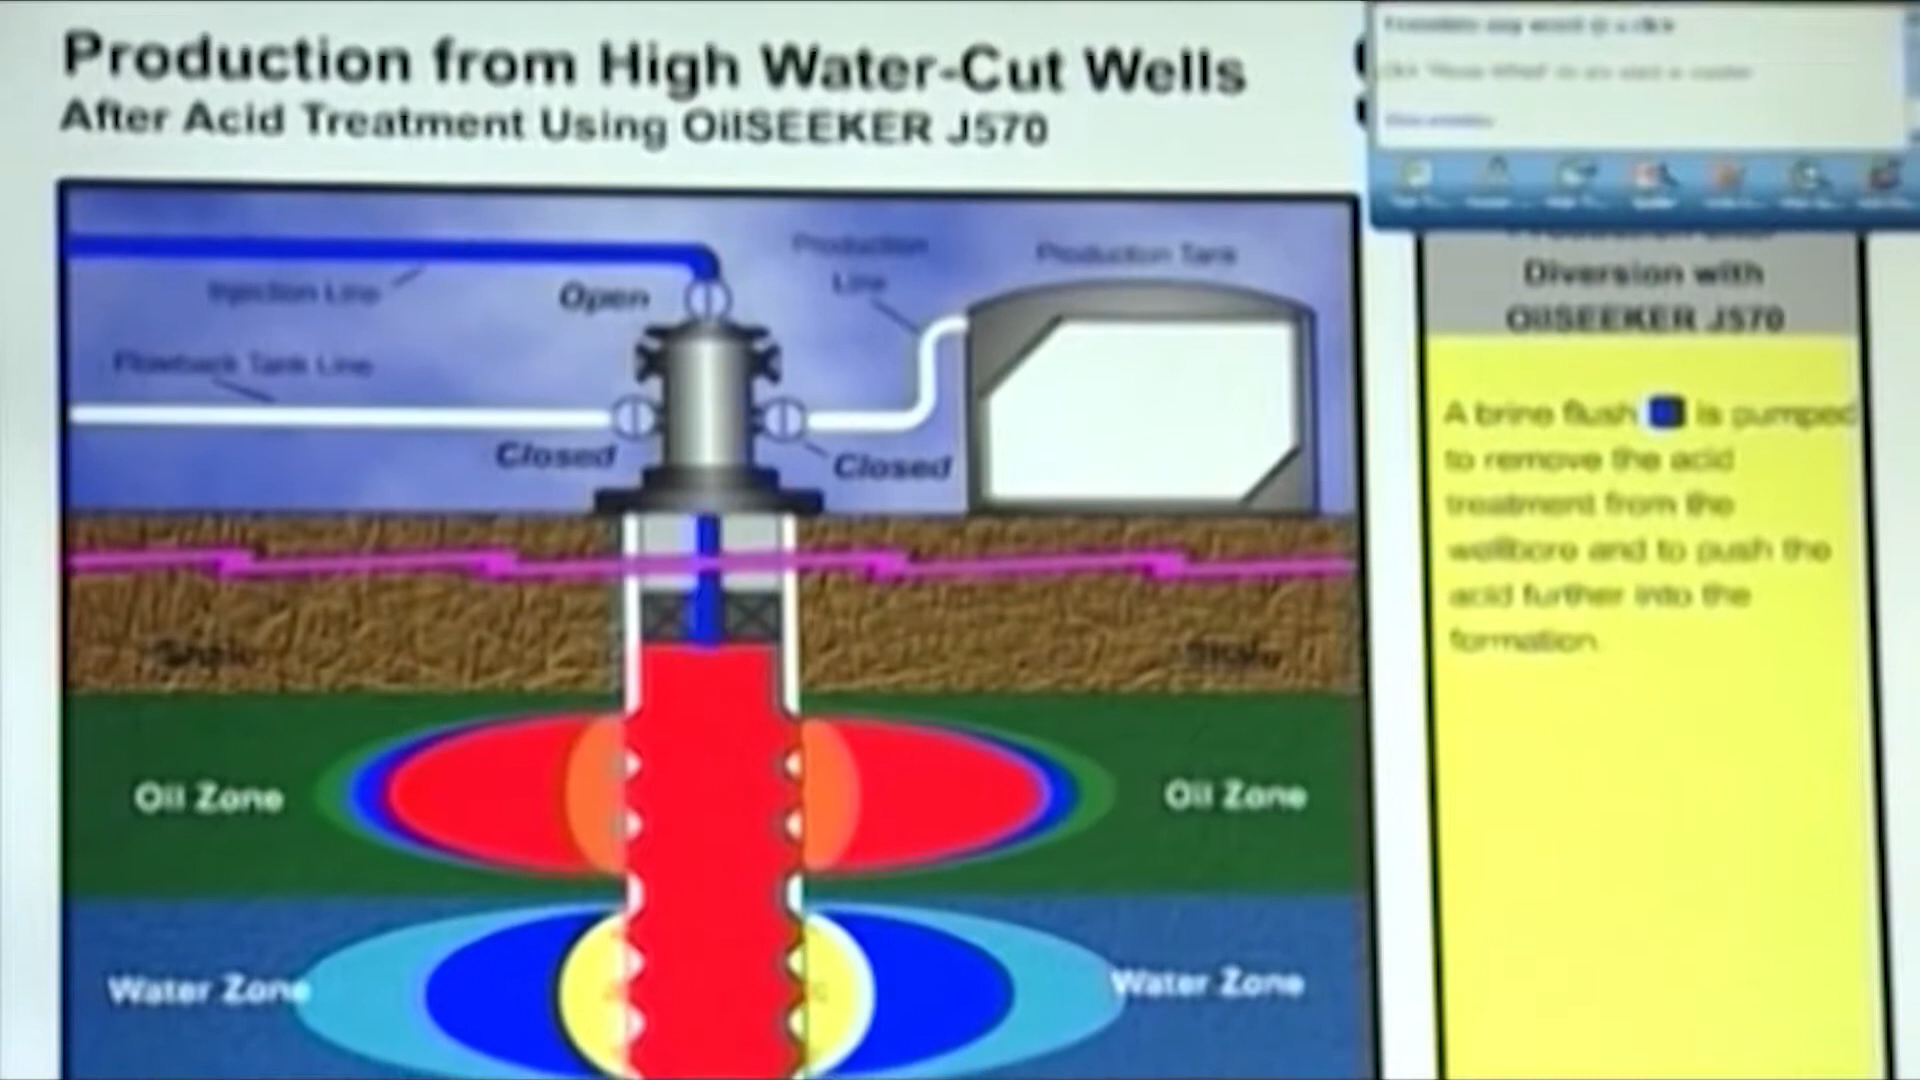 Production from High Water-Cut Wells
After Acid Treatment Using OilSEEKER J570
Injection Line
Open
Production
Line
Production Tank
Flowback Tank Line
Closed
Closed
Shale
Shale
Oil Zone
Oil Zone
Water Zone
Water Zone
Diversion with
OilSEEKER J570
A brine flush is pumped
to remove the acid
treatment from the
wellbore and to push the
acid further into the
formation.